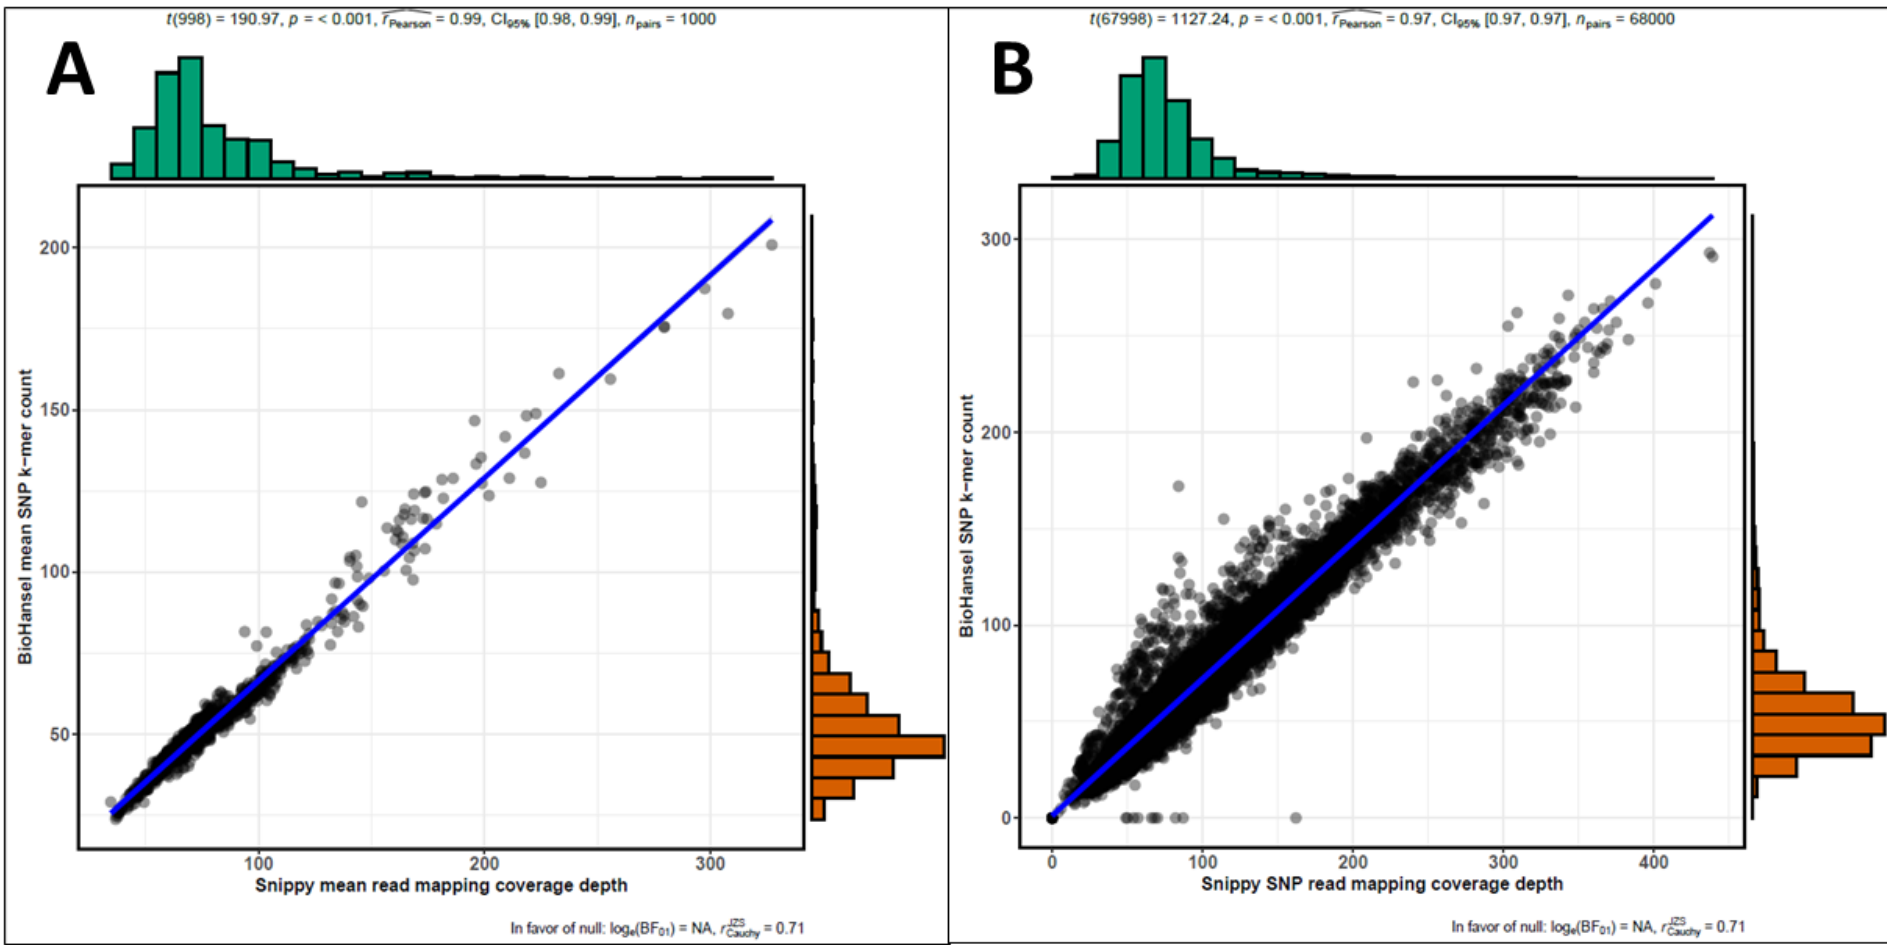 t(998) = 190.97, p = < 0.001, r̂Pearson = 0.99, CI95% [0.98, 0.99], npairs = 1000
A
200
150
100
50
BioHansel mean SNP k−mer count
100 200 300
Snippy mean read mapping coverage depth
In favor of null: loge(BF01) = NA, rJZS Cauchy = 0.71
t(67998) = 1127.24, p = < 0.001, r̂Pearson = 0.97, CI95% [0.97, 0.97], npairs = 68000
B
300
200
100
0
BioHansel SNP k−mer count
0 100 200 300 400
Snippy SNP read mapping coverage depth
In favor of null: loge(BF01) = NA, rJZS Cauchy = 0.71